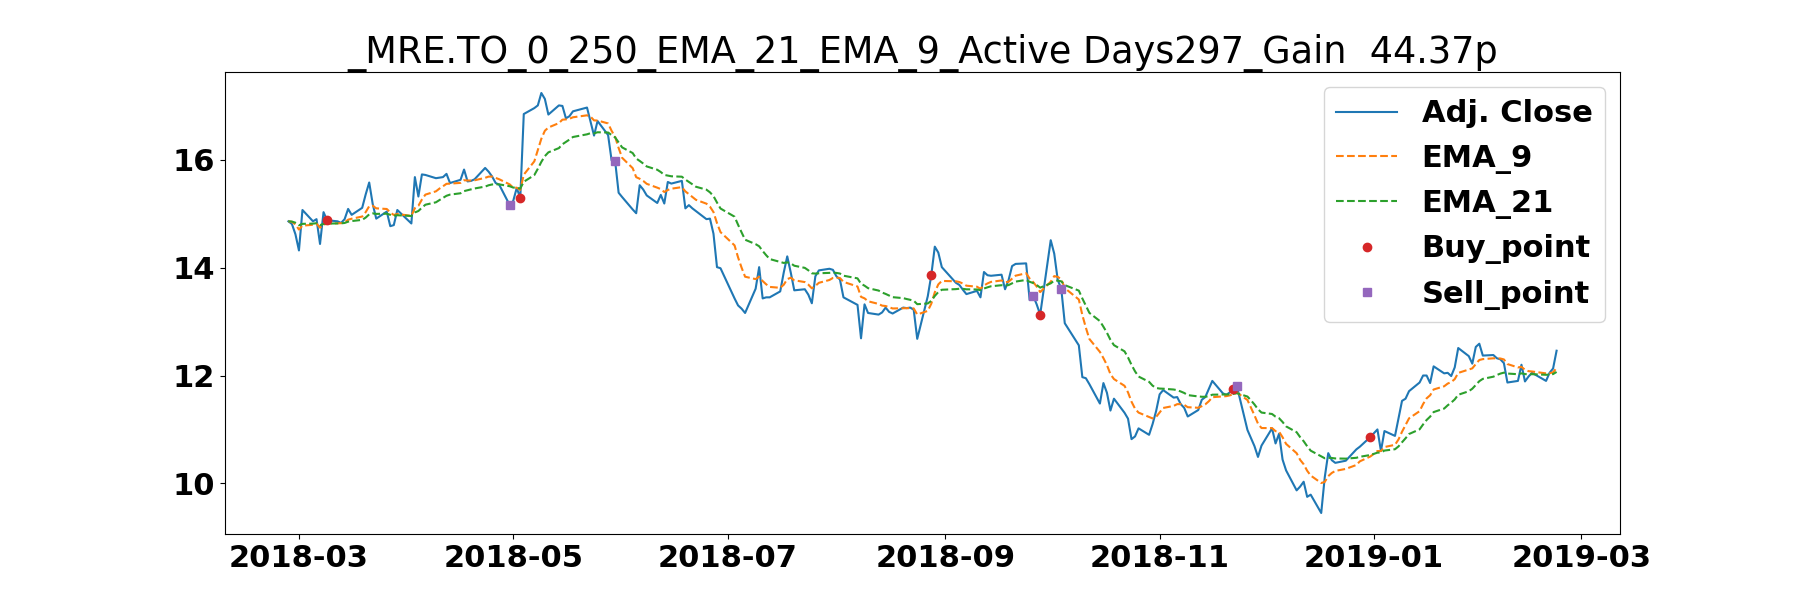 _MRE.TO_0_250_EMA_21_EMA_9_Active Days297_Gain  44.37p
Adj. Close
EMA_9
EMA_21
Buy_point
Sell_point
16
14
12
10
2018-03 2018-05 2018-07 2018-09 2018-11 2019-01 2019-03